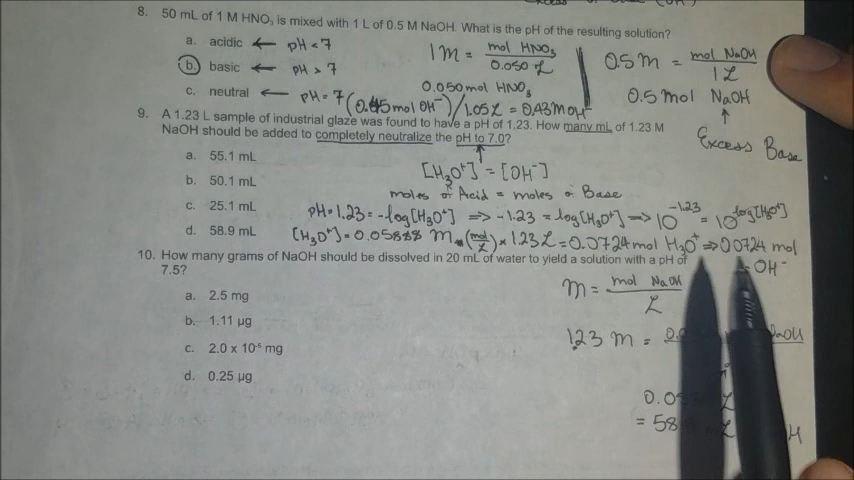 Excess
8. 50 mL of 1 M HNO3 is mixed with 1 L of 0.5 M NaOH. What is the pH of the resulting solution?
a. acidic ← pH < 7
b. basic ← pH > 7
c. neutral ← pH = 7
1M = mol HNO3 / 0.050 L
0.050 mol HNO3
(0.45 mol OH⁻)/1.05 L = 0.43 M OH⁻
0.5 M = mol NaOH / 1 L
0.5 mol NaOH
↑
Excess Base
9. A 1.23 L sample of industrial glaze was found to have a pH of 1.23. How many mL of 1.23 M
NaOH should be added to completely neutralize the pH to 7.0?
a. 55.1 mL
b. 50.1 mL
c. 25.1 mL
d. 58.9 mL
[H3O⁺] = [OH⁻]
moles of Acid = moles of Base
pH = 1.23 = -log[H3O⁺] ⇒ -1.23 = log[H3O⁺] ⇒ 10^-1.23 = 10^log[H3O⁺]
[H3O⁺] = 0.05888 M (mol/L) × 1.23 L = 0.0724 mol H3O⁺ ⇒ 0.0724 mol
OH⁻
10. How many grams of NaOH should be dissolved in 20 mL of water to yield a solution with a pH of
7.5?
a. 2.5 mg
b. 1.11 µg
c. 2.0 x 10⁻⁵ mg
d. 0.25 µg
M = mol NaOH / L
1.23 M =